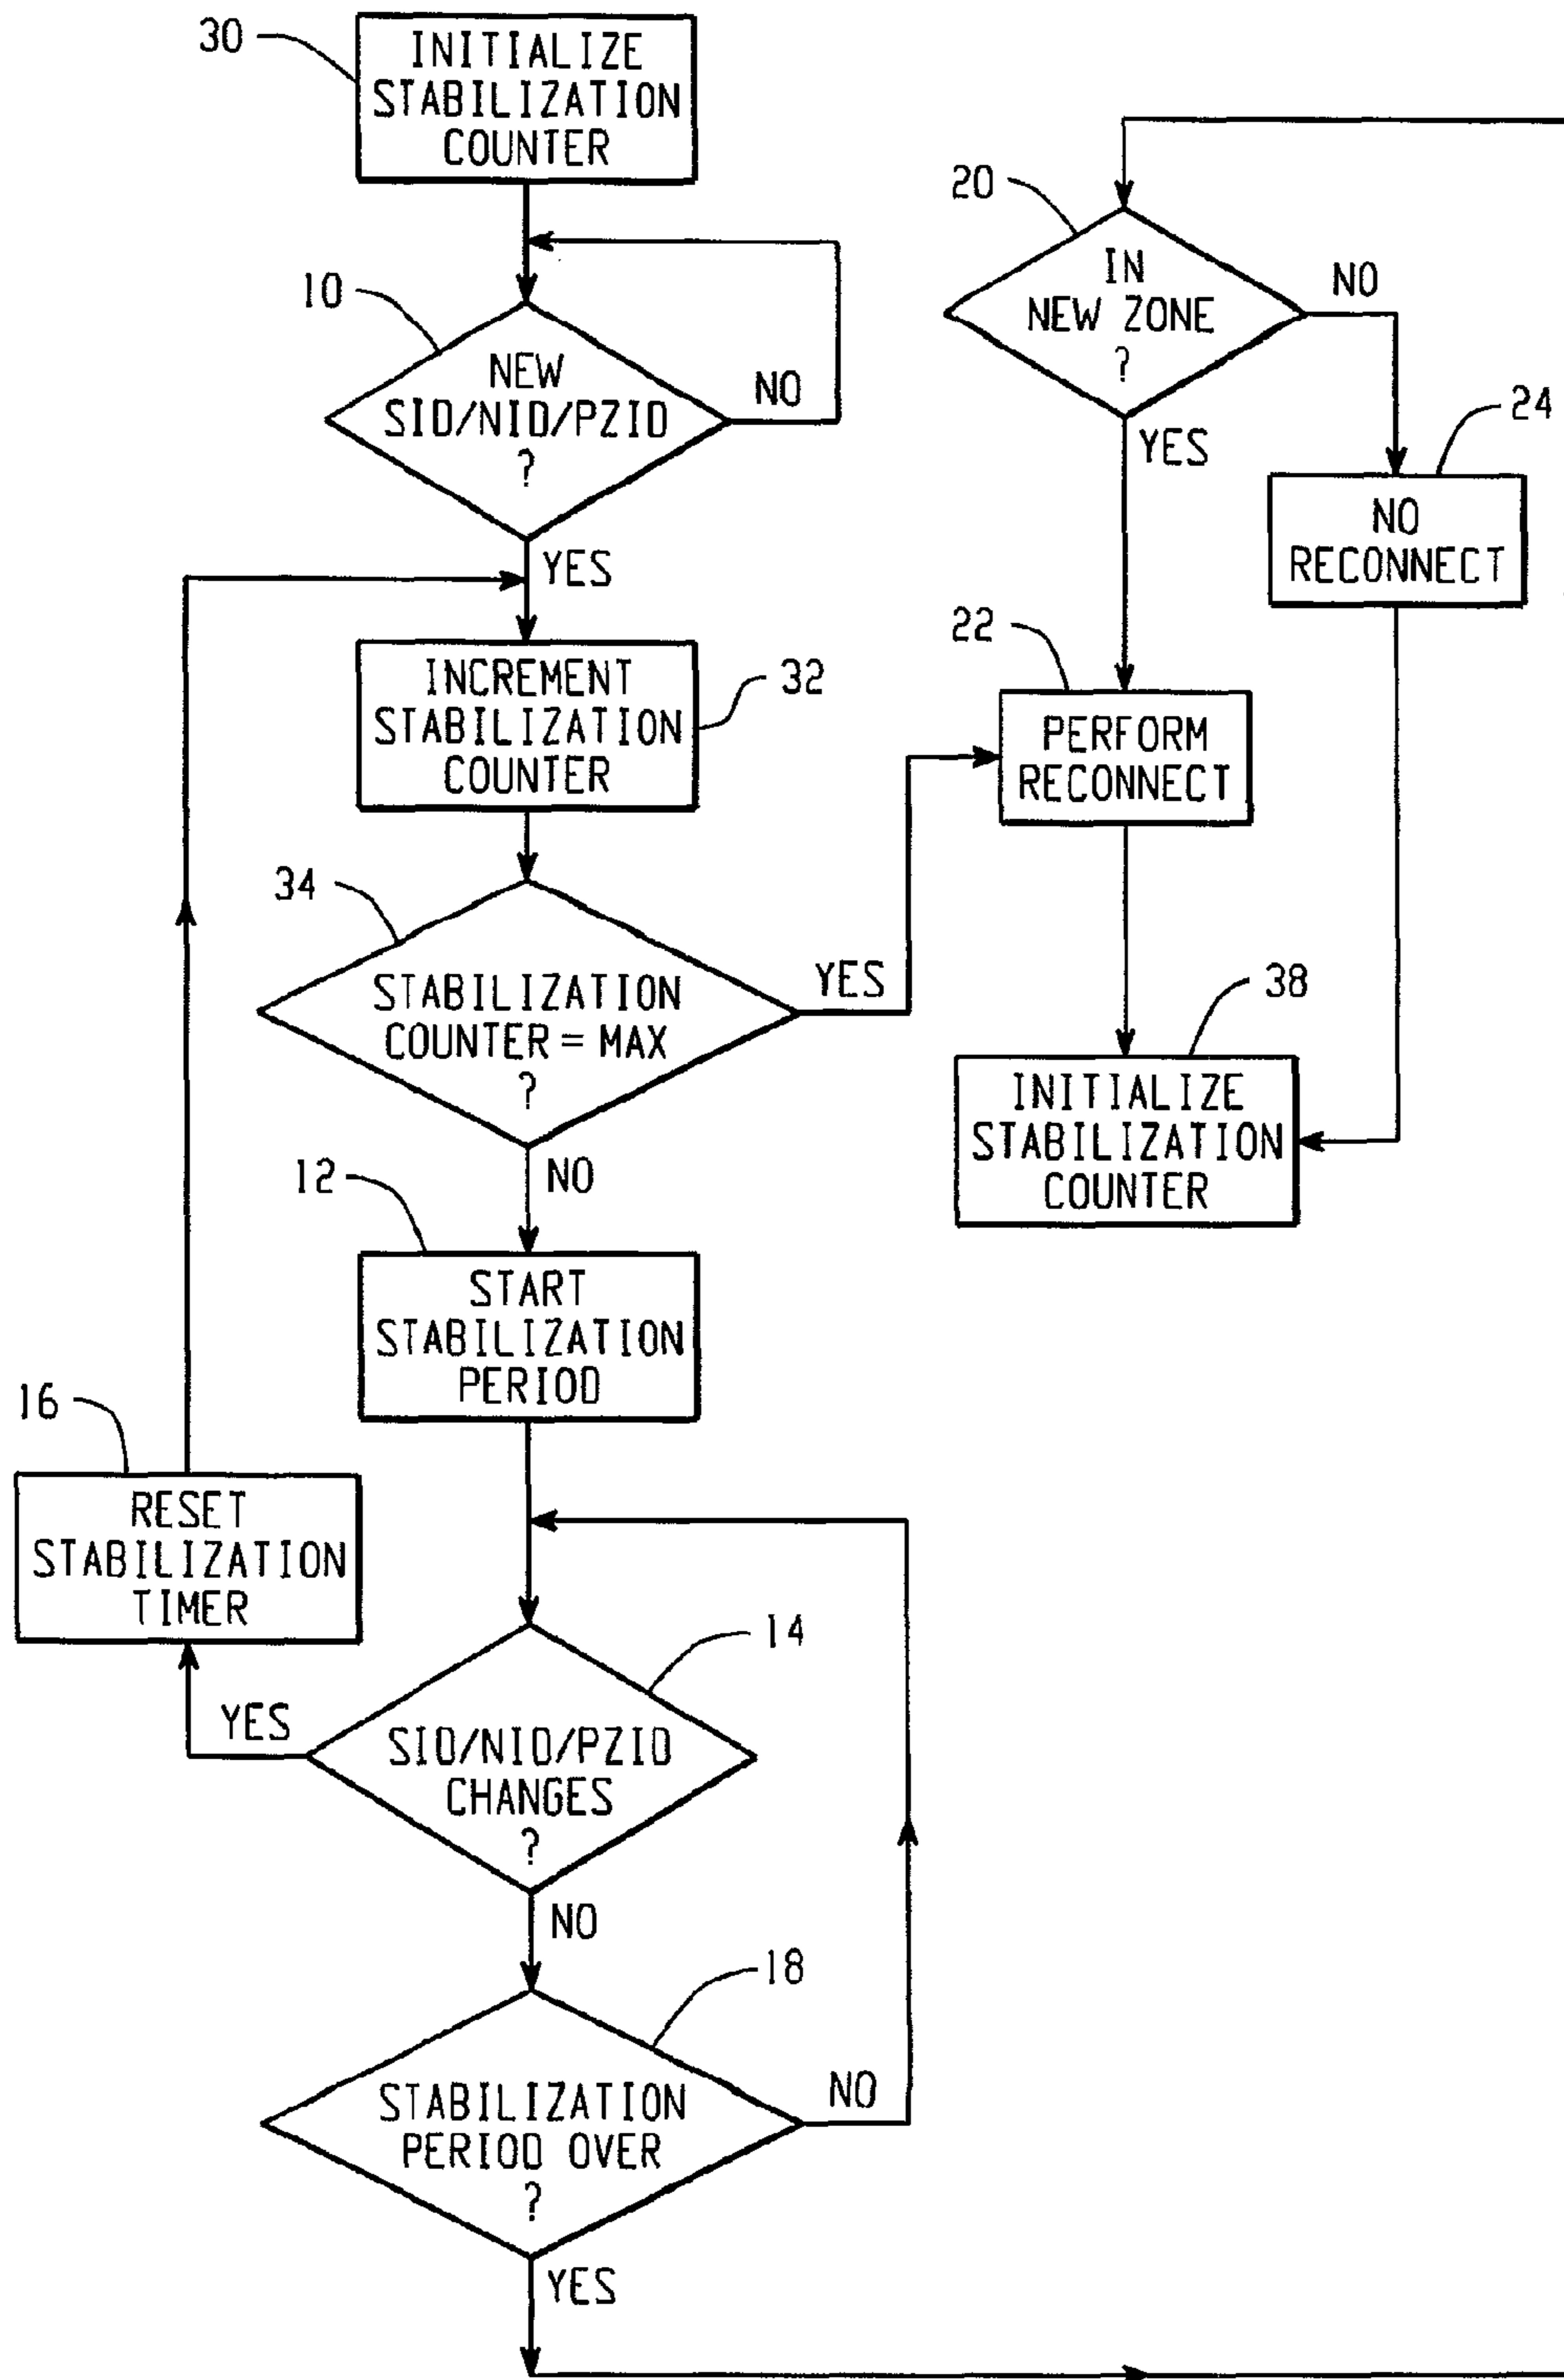 30
INITIALIZE
STABILIZATION
COUNTER
10
NEW
SID/NID/PZID
?
NO
YES
INCREMENT
STABILIZATION
COUNTER
32
34
STABILIZATION
COUNTER = MAX
?
YES
NO
12
START
STABILIZATION
PERIOD
16
RESET
STABILIZATION
TIMER
14
SID/NID/PZID
CHANGES
?
YES
NO
18
STABILIZATION
PERIOD OVER
?
NO
YES
20
IN
NEW ZONE
?
NO
YES
24
NO
RECONNECT
22
PERFORM
RECONNECT
38
INITIALIZE
STABILIZATION
COUNTER